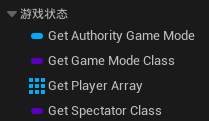 游戏状态
Get Authority Game Mode
Get Game Mode Class
Get Player Array
Get Spectator Class